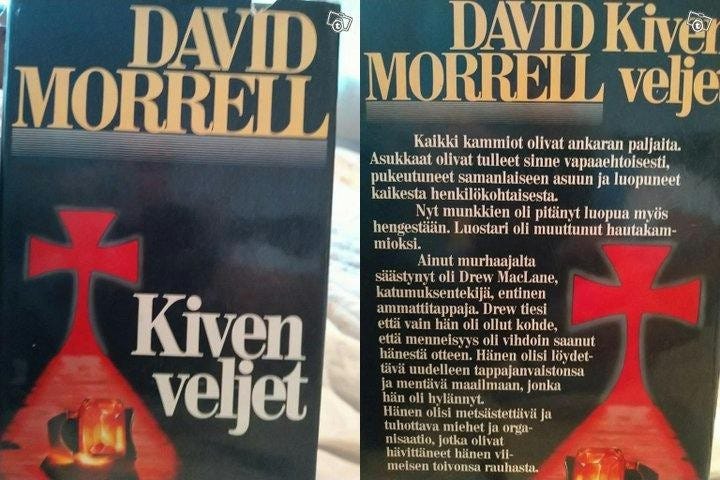 DAVID
MORRELL
Kiven
veljet
DAVID Kiven
MORRELL veljet
Kaikki kammiot olivat ankaran paljaita.
Asukkaat olivat tulleet sinne vapaaehtoisesti,
pukeutuneet samanlaiseen asuun ja luopuneet
kaikesta henkilökohtaisesta.
Nyt munkkien oli pitänyt luopua myös
hengestään. Luostari oli muuttunut hautakam-
mioksi.
Ainut murhaajalta
säästynyt oli Drew MacLane,
katumuksentekijä, entinen
ammattitappaja. Drew tiesi
että vain hän oli ollut kohde,
että menneisyys oli vihdoin saanut
hänestä otteen. Hänen olisi löydet-
tävä uudelleen tappajanvaistonsa
ja mentävä maailmaan, jonka
hän oli hylännyt.
Hänen olisi metsästettävä ja
tuhottava miehet ja orga-
nisaatio, jotka olivat
hävittäneet hänen vii-
meisen toivonsa rauhasta.